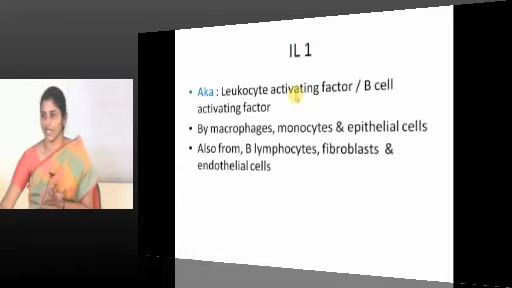 IL 1
• Aka : Leukocyte activating factor / B cell
activating factor
• By macrophages, monocytes & epithelial cells
• Also from, B lymphocytes, fibroblasts &
endothelial cells